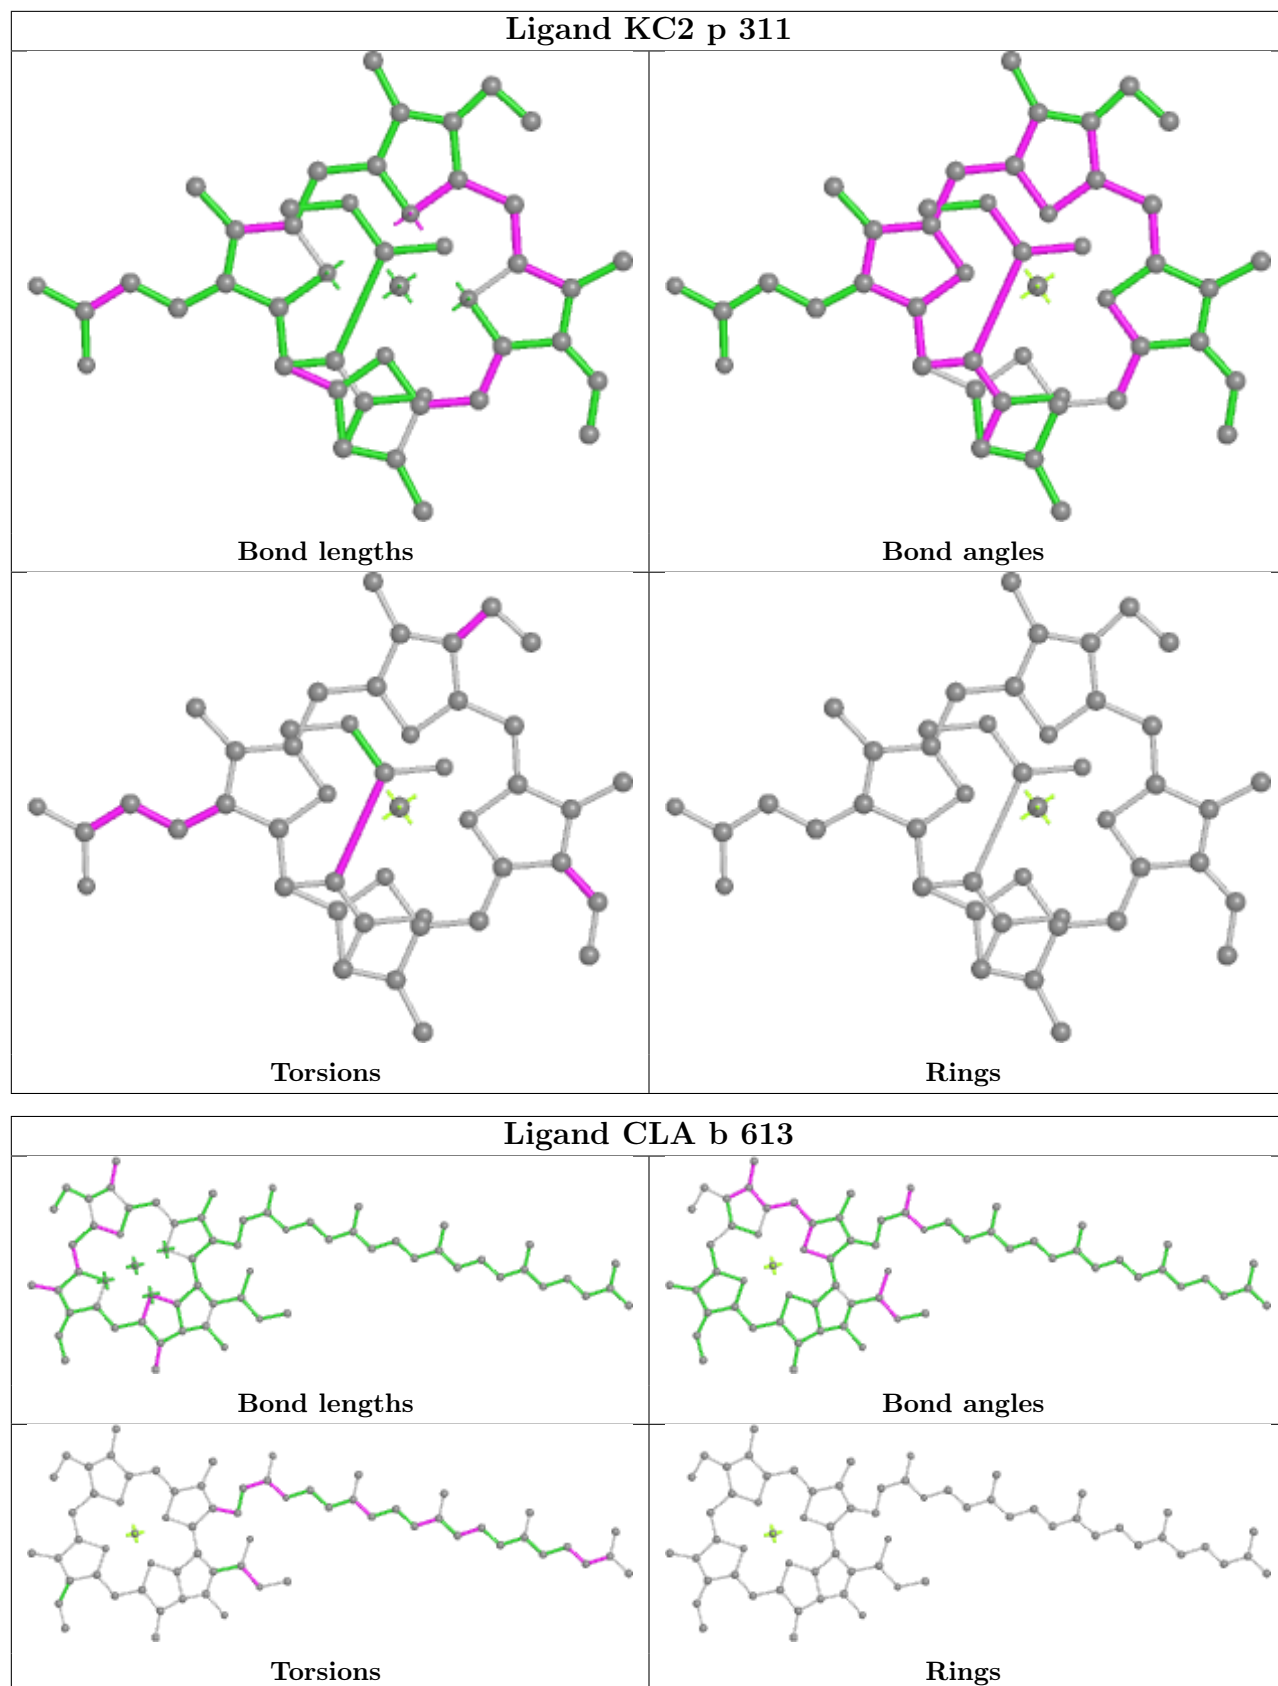 Ligand KC2 p 311
Bond lengths
Bond angles
Torsions
Rings
Ligand CLA b 613
Bond lengths
Bond angles
Torsions
Rings